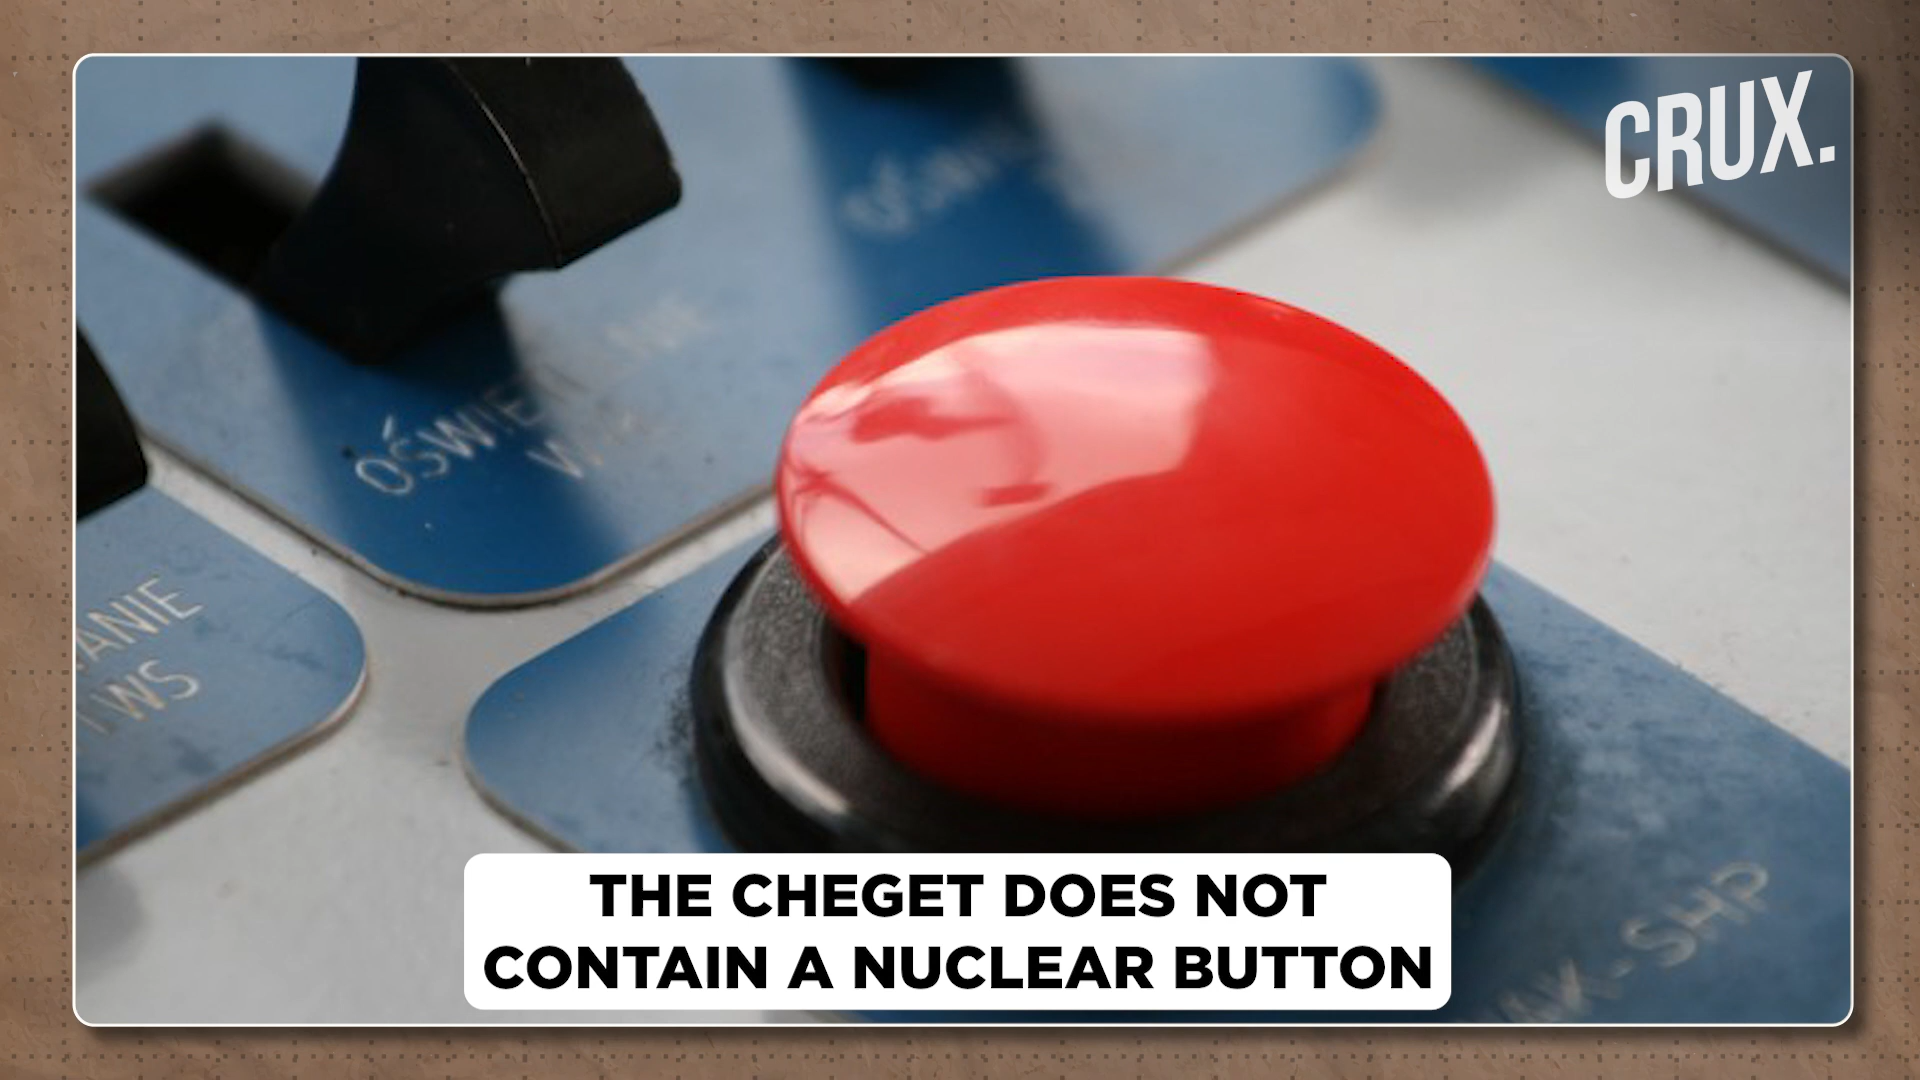 CRUX.
OŚWIE
ANIE
WS
THE CHEGET DOES NOT
CONTAIN A NUCLEAR BUTTON